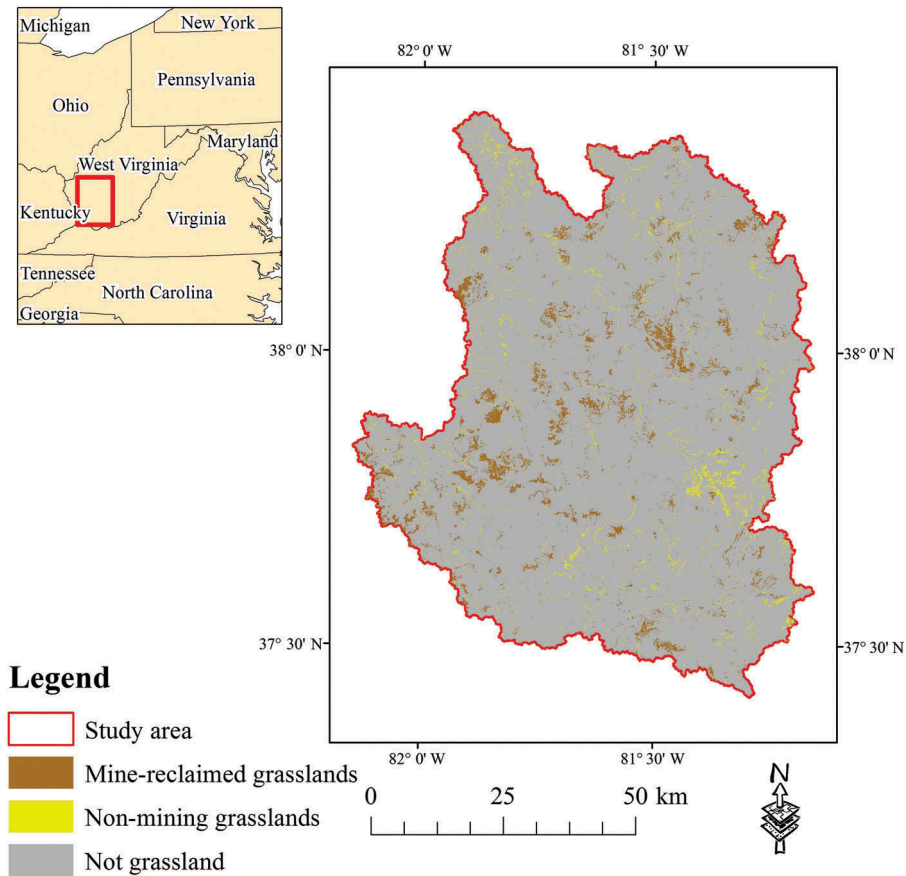 Michigan
New York
Pennsylvania
Ohio
Maryland
West Virginia
Kentucky
Virginia
Tennessee
North Carolina
Georgia
82° 0' W
81° 30' W
38° 0' N
38° 0' N
37° 30' N
37° 30' N
82° 0' W
81° 30' W
Legend
Study area
Mine-reclaimed grasslands
Non-mining grasslands
Not grassland
0 25 50 km
N